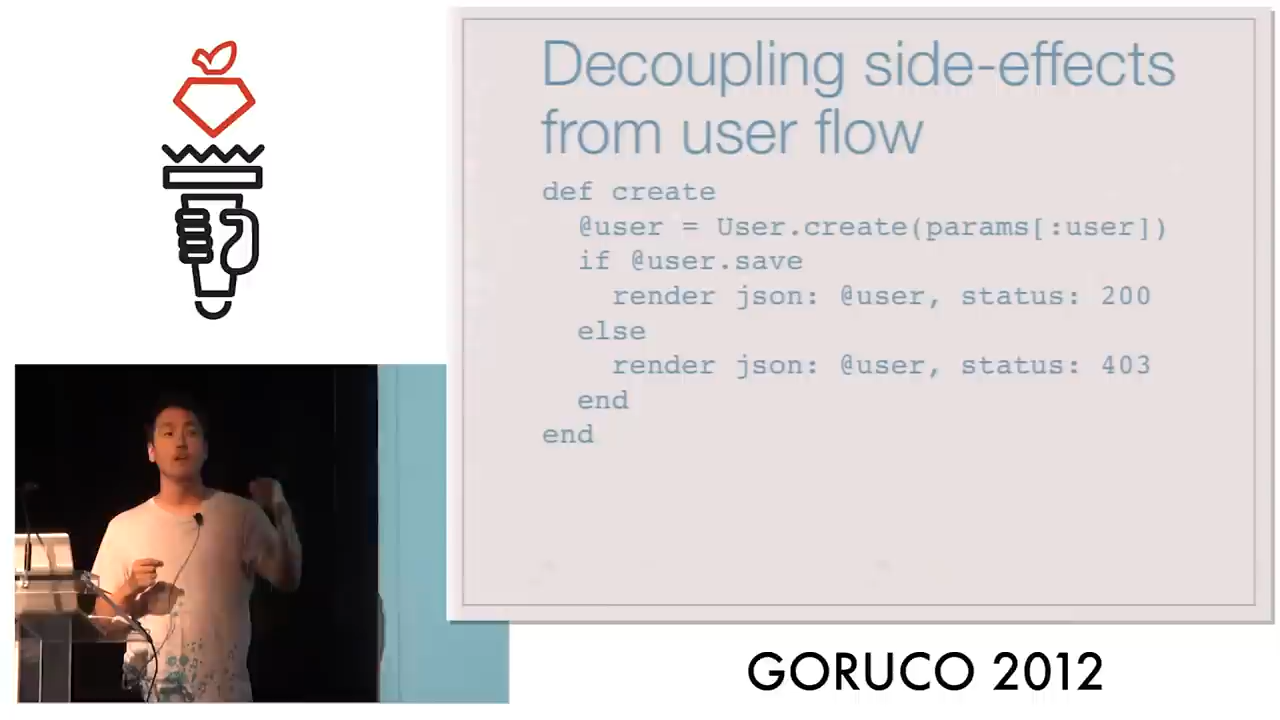 Decoupling side-effects
from user flow
def create
@user = User.create(params[:user])
if @user.save
render json: @user, status: 200
else
render json: @user, status: 403
end
end
GORUCO 2012